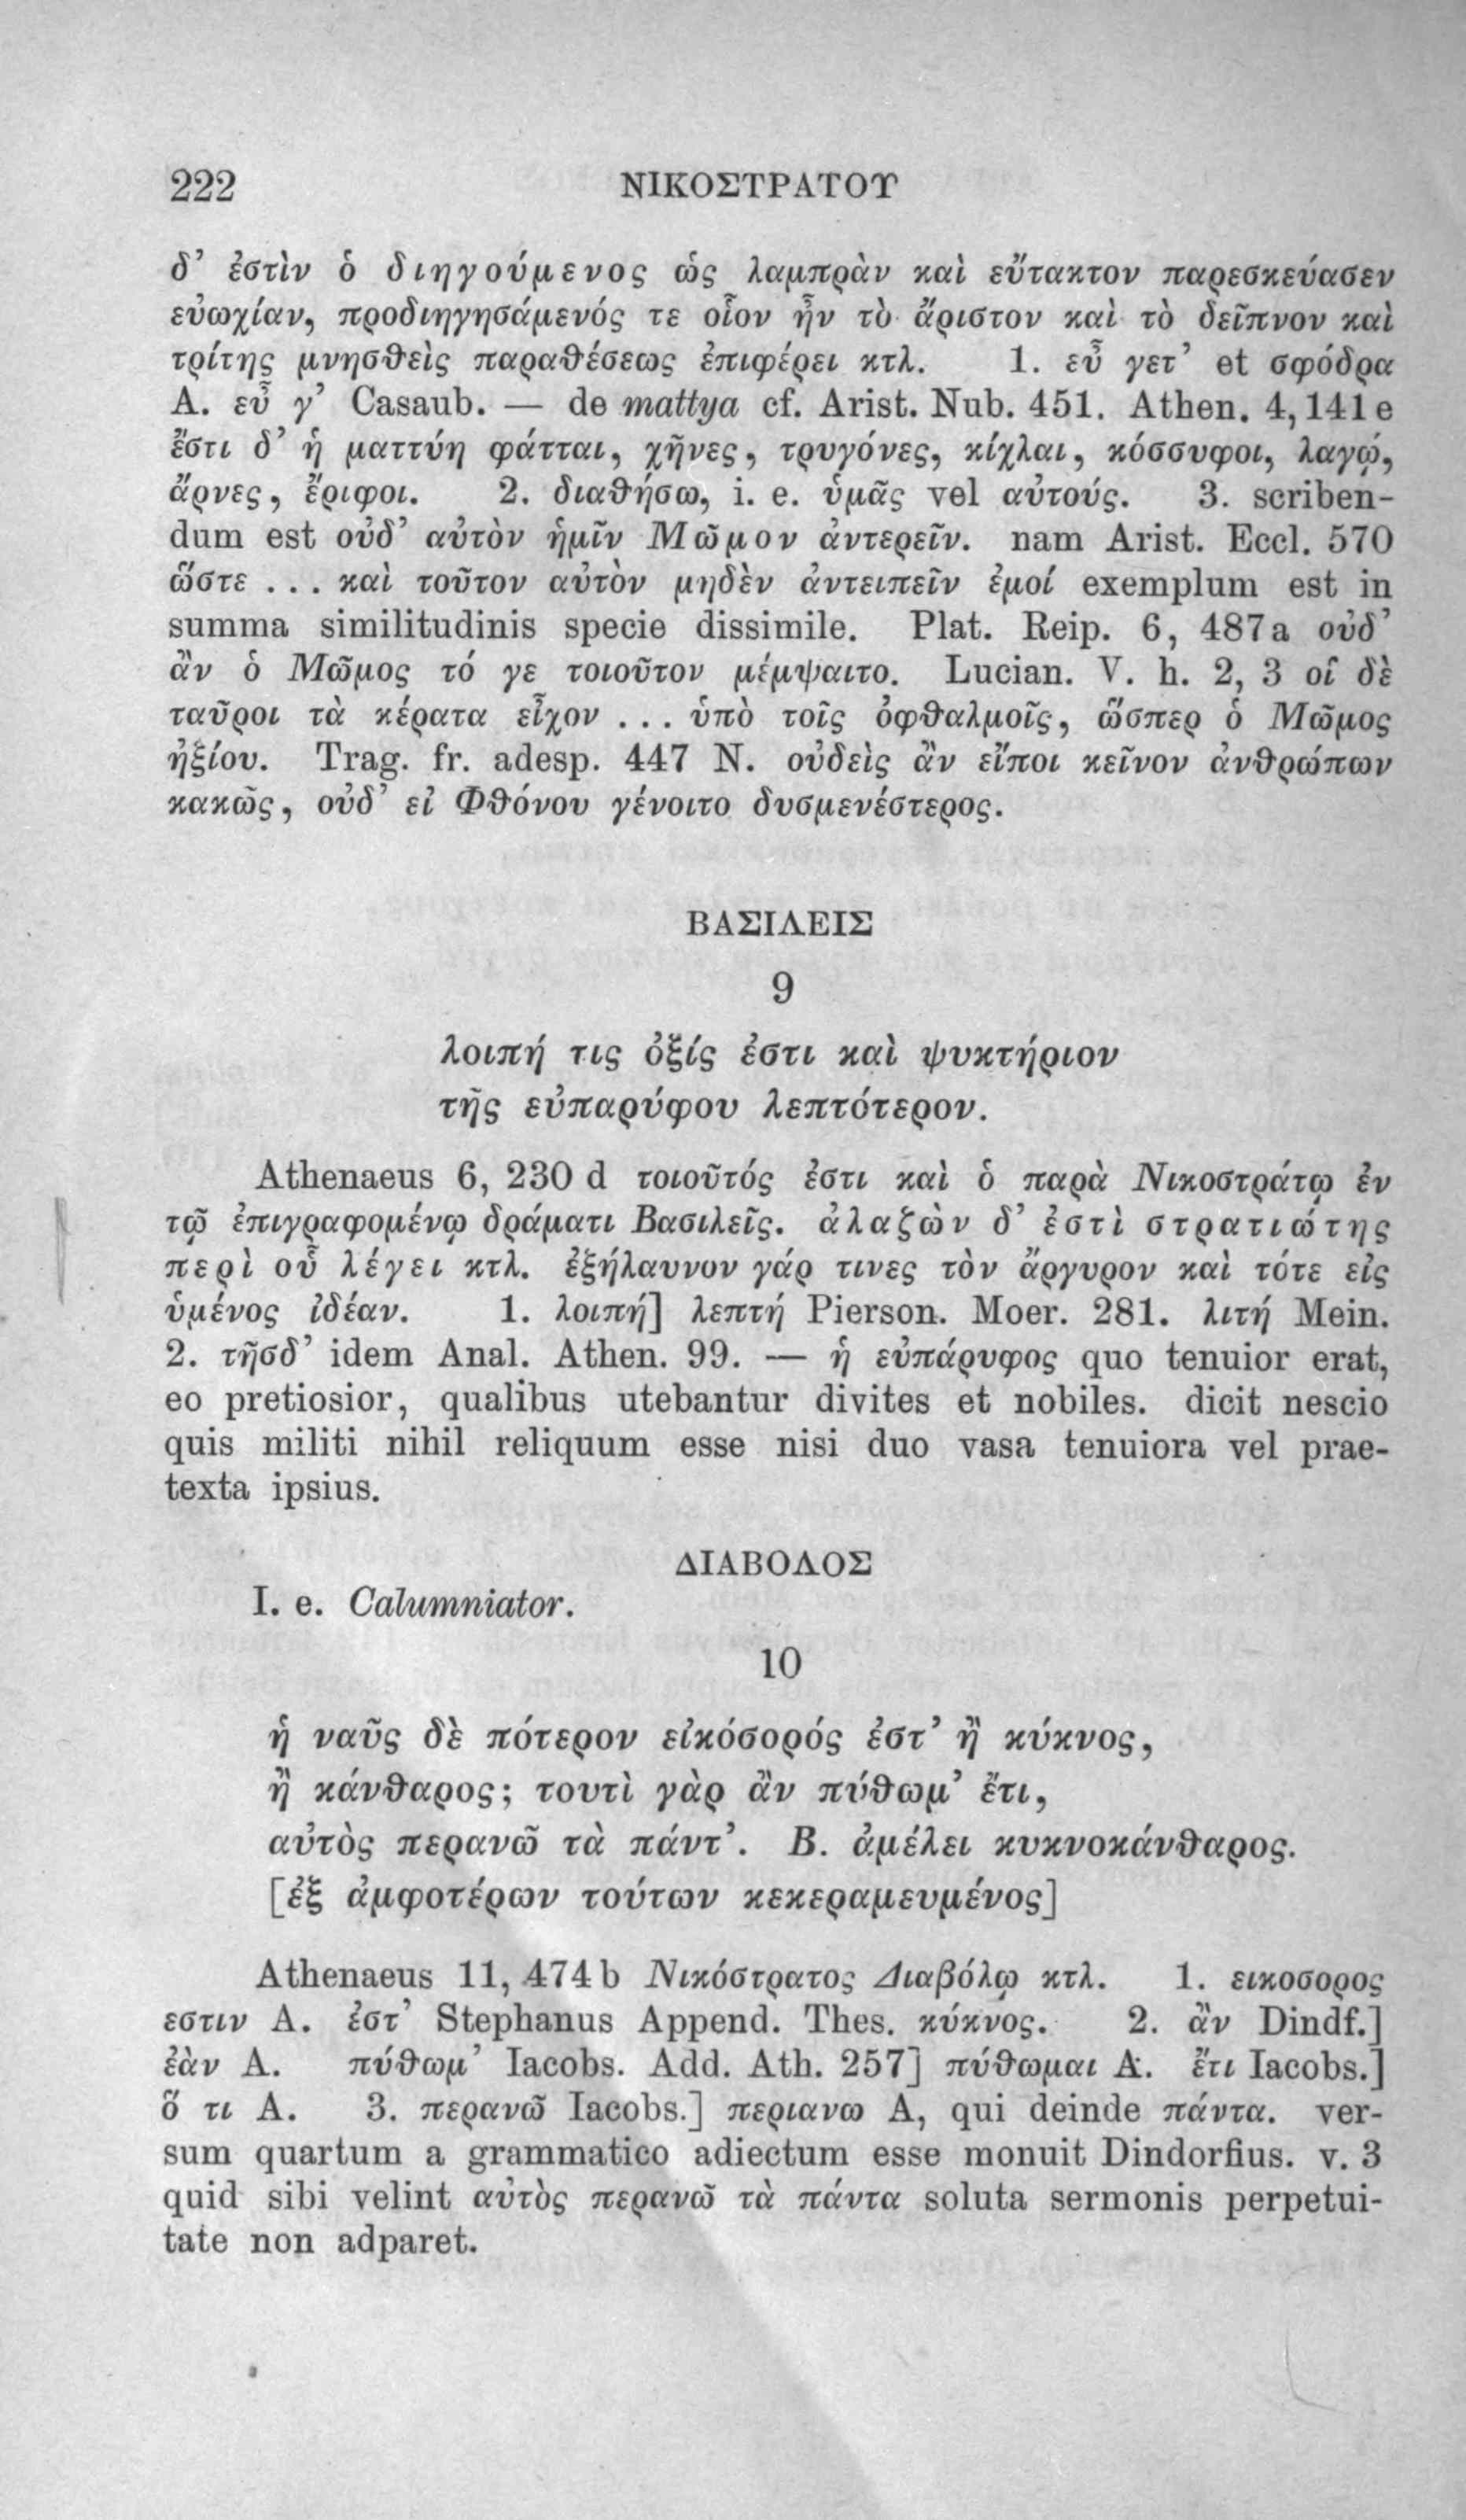 222
ΝΙΚΟΣΤΡΑΤΟΥ
δ’ ἐστὶν ὁ διηγούμενος ὡς λαμπρὰν καὶ εὔτακτον παρεσκεύασεν
εὐωχίαν, προδιηγησάμενός τε οἷον ἦν τὸ ἄριστον καὶ τὸ δεῖπνον καὶ
τρίτης μνησθεὶς παραθέσεως ἐπιφέρει κτλ. 1. εὖ γετ’ et σφόδρα
A. εὖ γ’ Casaub. — de mattya cf. Arist. Nub. 451. Athen. 4, 141 e
ἔστι δ’ ἡ ματτύη φάτται, χῆνες, τρυγόνες, κίχλαι, κόσσυφοι, λαγῴ,
ἄρνες, ἔριφοι. 2. διαθήσω, i. e. ὑμᾶς vel αὐτούς. 3. scriben-
dum est οὐδ’ αὐτὸν ἡμῖν Μῶμον ἀντερεῖν. nam Arist. Eccl. 570
ὥστε ... καὶ τοῦτον αὐτὸν μηδὲν ἀντειπεῖν ἐμοί exemplum est in
summa similitudinis specie dissimile. Plat. Reip. 6, 487a οὐδ’
ἂν ὁ Μῶμος τό γε τοιοῦτον μέμψαιτο. Lucian. V. h. 2, 3 οἱ δὲ
ταῦροι τὰ κέρατα εἶχον ... ὑπὸ τοῖς ὀφθαλμοῖς, ὥσπερ ὁ Μῶμος
ἠξίου. Trag. fr. adesp. 447 N. οὐδεὶς ἂν εἴποι κεῖνον ἀνθρώπων
κακῶς, οὐδ’ εἰ Φθόνου γένοιτο δυσμενέστερος.
ΒΑΣΙΛΕΙΣ
9
λοιπή τις ὀξίς ἐστι καὶ ψυκτήριον
τῆς εὐπαρύφου λεπτότερον.
Athenaeus 6, 230 d τοιοῦτός ἐστι καὶ ὁ παρὰ Νικοστράτῳ ἐν
τῷ ἐπιγραφομένῳ δράματι Βασιλεῖς. ἀλαζὼν δ’ ἐστὶ στρατιώτης
περὶ οὗ λέγει κτλ. ἐξήλαυνον γάρ τινες τὸν ἄργυρον καὶ τότε εἰς
ὑμένος ἰδέαν. 1. λοιπή] λεπτή Pierson. Moer. 281. λιτή Mein.
2. τῆσδ’ idem Anal. Athen. 99. — ἡ εὐπάρυφος quo tenuior erat,
eo pretiosior, qualibus utebantur divites et nobiles. dicit nescio
quis militi nihil reliquum esse nisi duo vasa tenuiora vel prae-
texta ipsius.
ΔΙΑΒΟΛΟΣ
I. e. Calumniator.
10
ἡ ναῦς δὲ πότερον εἰκόσορός ἐστ’ ἢ κύκνος,
ἢ κάνθαρος; τουτὶ γὰρ ἂν πύθωμ’ ἔτι,
αὐτὸς περανῶ τὰ πάντ’. Β. ἀμέλει κυκνοκάνθαρος.
[ἐξ ἀμφοτέρων τούτων κεκεραμευμένος]
Athenaeus 11, 474 b Νικόστρατος Διαβόλῳ κτλ. 1. εικοσορος
εστιν A. ἐστ’ Stephanus Append. Thes. κύκνος. 2. ἂν Dindf.]
ἐὰν A. πύθωμ’ Iacobs. Add. Ath. 257] πύθωμαι A. ἔτι Iacobs.]
ὅ τι A. 3. περανῶ Iacobs.] περιανω A, qui deinde πάντα. ver-
sum quartum a grammatico adiectum esse monuit Dindorfius. v. 3
quid sibi velint αὐτὸς περανῶ τὰ πάντα soluta sermonis perpetui-
tate non adparet.